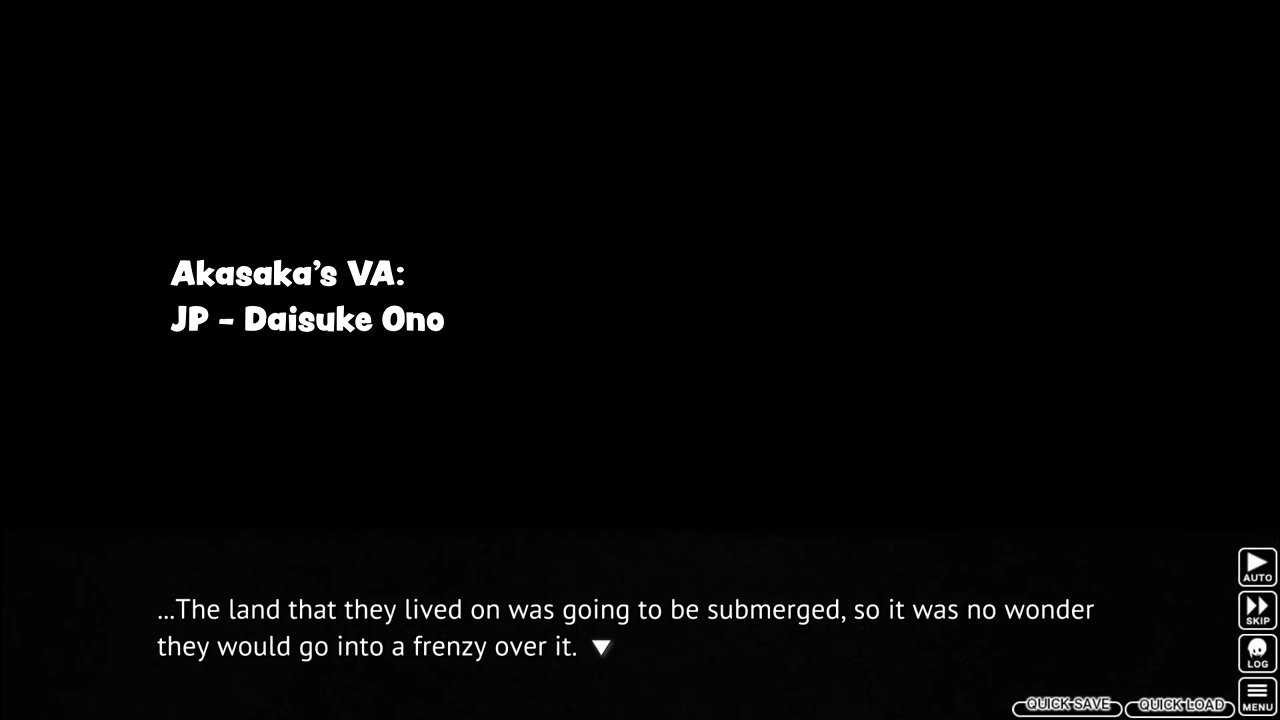 Akasaka's VA:
JP - Daisuke Ono
...The land that they lived on was going to be submerged, so it was no wonder
they would go into a frenzy over it.
AUTO
SKIP
LOG
MENU
QUICK SAVE
QUICK LOAD